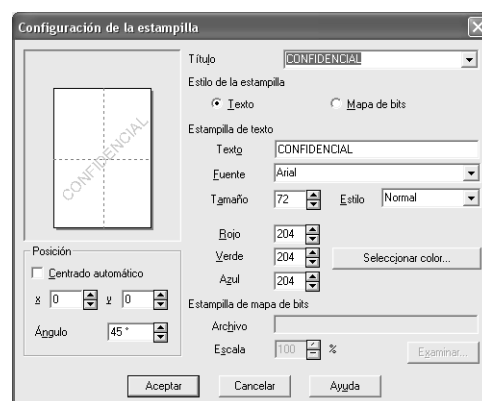 Configuración de la estampilla
CONFIDENCIAL
Título CONFIDENCIAL
Estilo de la estampilla
Texto Mapa de bits
Estampilla de texto
Texto CONFIDENCIAL
Fuente Arial
Tamaño 72 Estilo Normal
Rojo 204
Verde 204 Seleccionar color...
Azul 204
Posición
Centrado automático
x 0 y 0
Ángulo 45 °
Estampilla de mapa de bits
Archivo
Escala 100 % Examinar...
Aceptar Cancelar Ayuda